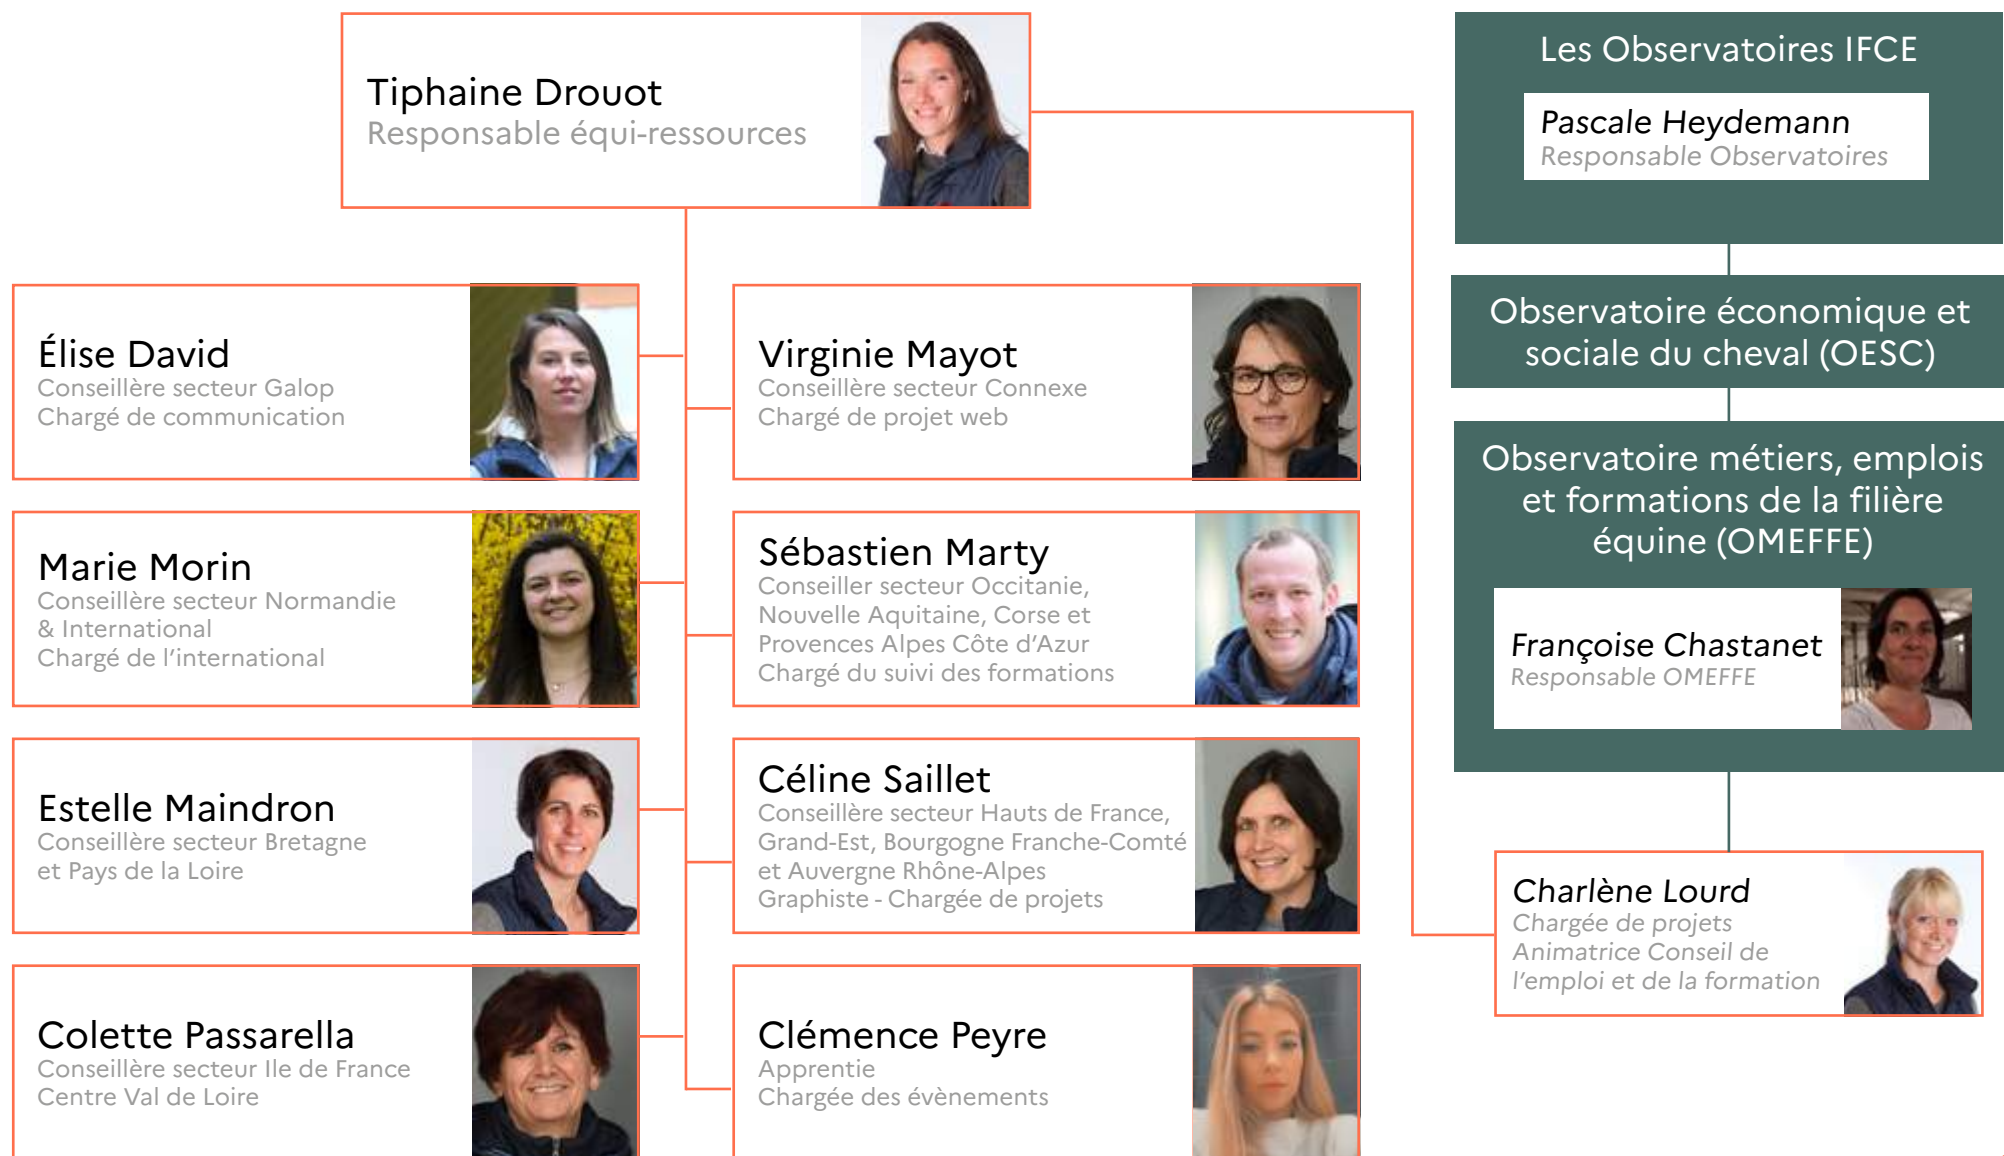 Tiphaine Drouot
Responsable équi-ressources
Élise David
Conseillère secteur Galop
Chargé de communication
Virginie Mayot
Conseillère secteur Connexe
Chargé de projet web
Marie Morin
Conseillère secteur Normandie
& International
Chargé de l'international
Sébastien Marty
Conseiller secteur Occitanie,
Nouvelle Aquitaine, Corse et
Provences Alpes Côte d'Azur
Chargé du suivi des formations
Estelle Maindron
Conseillère secteur Bretagne
et Pays de la Loire
Céline Saillet
Conseillère secteur Hauts de France,
Grand-Est, Bourgogne Franche-Comté
et Auvergne Rhône-Alpes
Graphiste - Chargée de projets
Colette Passarella
Conseillère secteur Ile de France
Centre Val de Loire
Clémence Peyre
Apprentie
Chargée des évènements
Les Observatoires IFCE
Pascale Heydemann
Responsable Observatoires
Observatoire économique et
sociale du cheval (OESC)
Observatoire métiers, emplois
et formations de la filière
équine (OMEFFE)
Françoise Chastanet
Responsable OMEFFE
Charlène Lourd
Chargée de projets
Animatrice Conseil de
l'emploi et de la formation